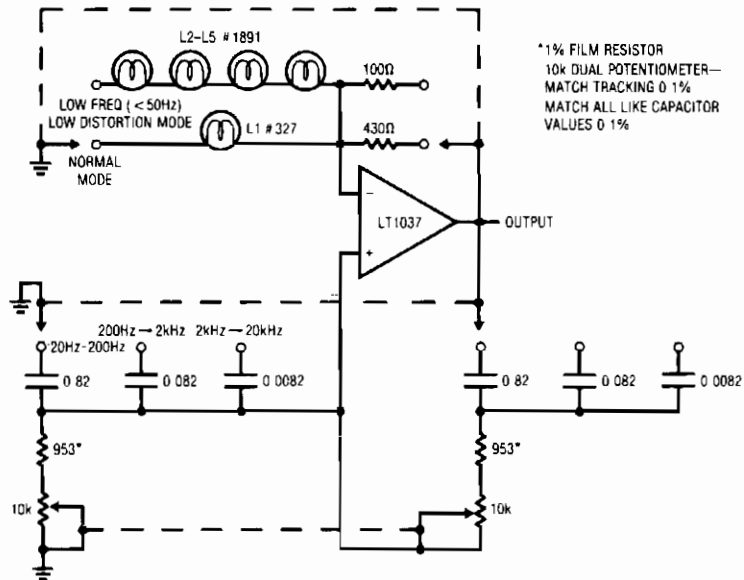 L2-L5 #1891
100Ω
*1% FILM RESISTOR
10k DUAL POTENTIOMETER—
MATCH TRACKING 0 1%
MATCH ALL LIKE CAPACITOR
VALUES 0 1%
LOW FREQ (<50Hz)
LOW DISTORTION MODE
L1 #327
430Ω
NORMAL
MODE
−
LT1037
+
OUTPUT
20Hz-200Hz
200Hz→2kHz
2kHz→20kHz
0 82
0 082
0 0082
0 82
0 082
0 0082
953*
953*
10k
10k